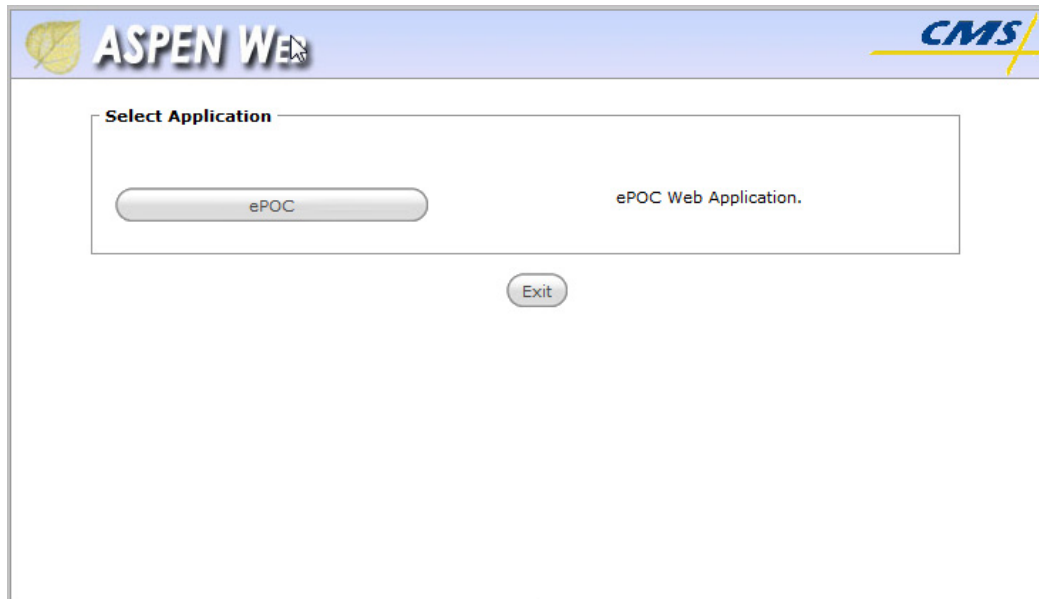 ASPEN WEB
CMS
Select Application
ePOC
ePOC Web Application.
Exit